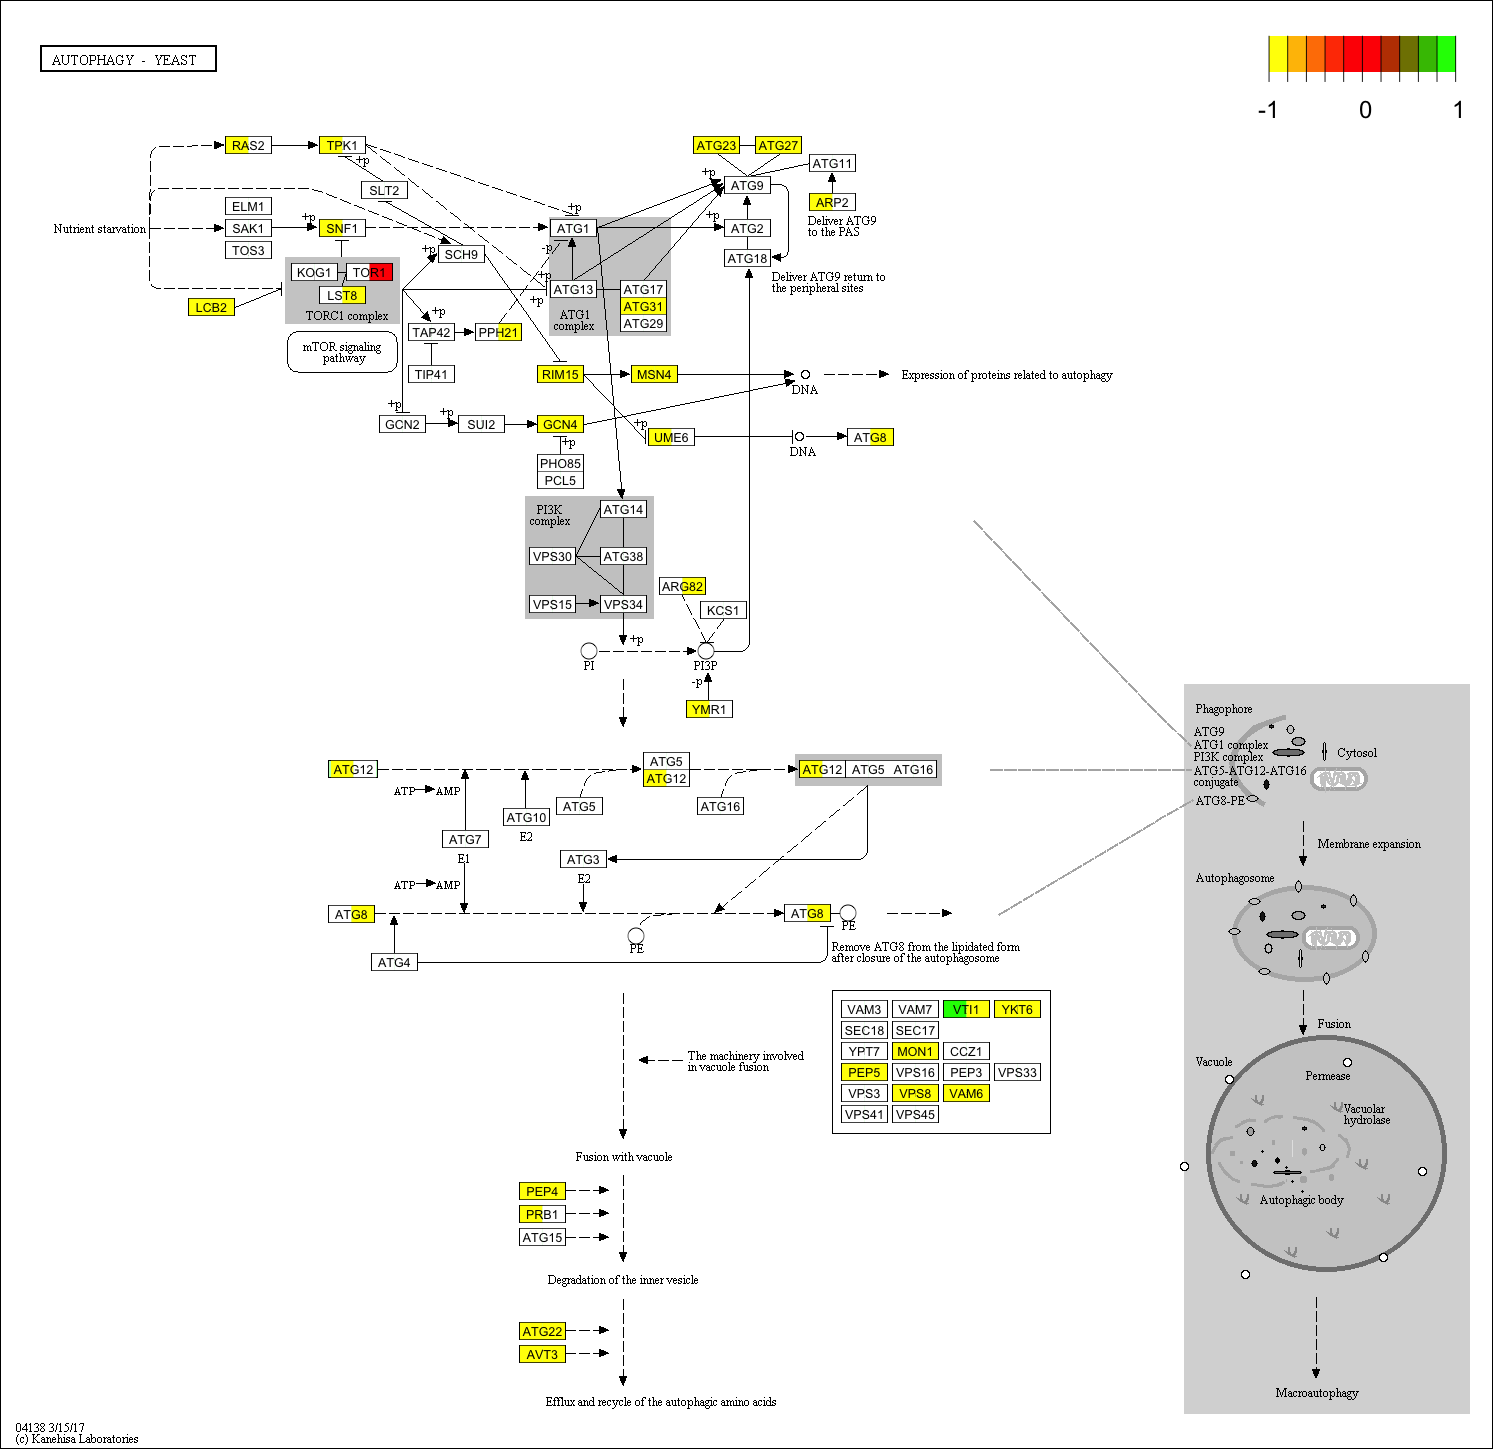 AUTOPHAGY - YEAST
-1 0 1
RAS2
TPK1
+p
SLT2
ATG23
ATG27
ATG11
+p
ATG9
ARP2
Deliver ATG9
to the PAS
ELM1
SAK1
TOS3
Nutrient starvation
+p
SNF1
+p
ATG1
-p
+p
ATG2
ATG18
Deliver ATG9 return to
the peripheral sites
+p
SCH9
KOG1
TOR1
LST8
TORC1 complex
LCB2
+p
+p
ATG13
ATG17
ATG31
ATG29
ATG1
complex
mTOR signaling
pathway
+p
TAP42
PPH21
TIP41
RIM15
MSN4
DNA
Expression of proteins related to autophagy
+p
GCN2
+p
SUI2
GCN4
+p
PHO85
PCL5
+p
UME6
DNA
ATG8
PI3K
complex
ATG14
VPS30
ATG38
VPS15
VPS34
+p
ARG82
KCS1
PI
PI3P
-p
YMR1
ATG12
ATG5
ATG12
ATG12
ATG5 ATG16
ATP
AMP
ATG5
ATG16
ATG10
E2
ATG7
E1
ATG3
E2
ATP
AMP
ATG8
ATG8
PE
PE
ATG4
Remove ATG8 from the lipidated form
after closure of the autophagosome
VAM3 VAM7 VTI1 YKT6
SEC18 SEC17
YPT7 MON1 CCZ1
PEP5 VPS16 PEP3 VPS33
VPS3 VPS8 VAM6
VPS41 VPS45
The machinery involved
in vacuole fusion
Fusion with vacuole
PEP4
PRB1
ATG15
Degradation of the inner vesicle
ATG22
AVT3
Efflux and recycle of the autophagic amino acids
Phagophore
ATG9
ATG1 complex
PI3K complex
ATG5-ATG12-ATG16
conjugate
ATG8-PE
Cytosol
Membrane expansion
Autophagosome
Fusion
Vacuole
Permease
Vacuolar
hydrolase
Autophagic body
Macroautophagy
04138 3/15/17
(c) Kanehisa Laboratories